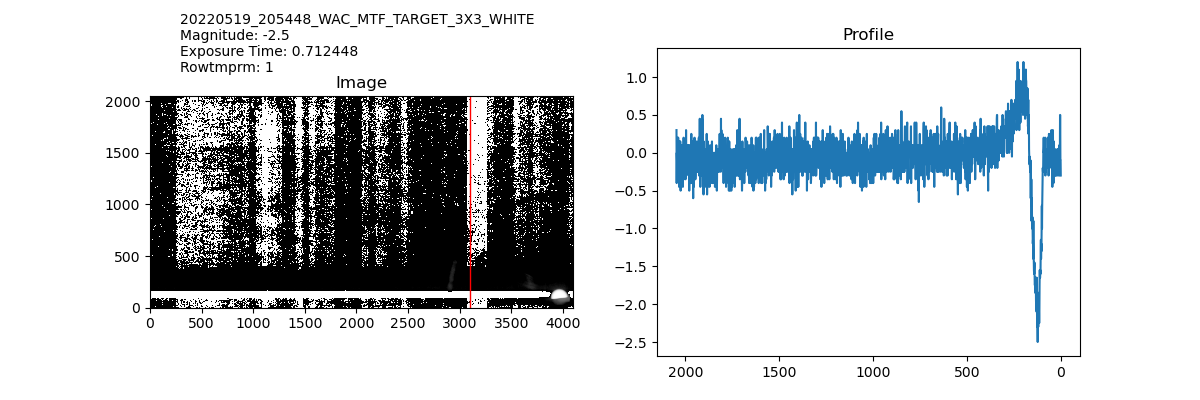 20220519_205448_WAC_MTF_TARGET_3X3_WHITE
Magnitude: -2.5
Exposure Time: 0.712448
Rowtmprm: 1
Image
2000
1500
1000
500
0
0 500 1000 1500 2000 2500 3000 3500 4000
Profile
1.0
0.5
0.0
−0.5
−1.0
−1.5
−2.0
−2.5
2000 1500 1000 500 0